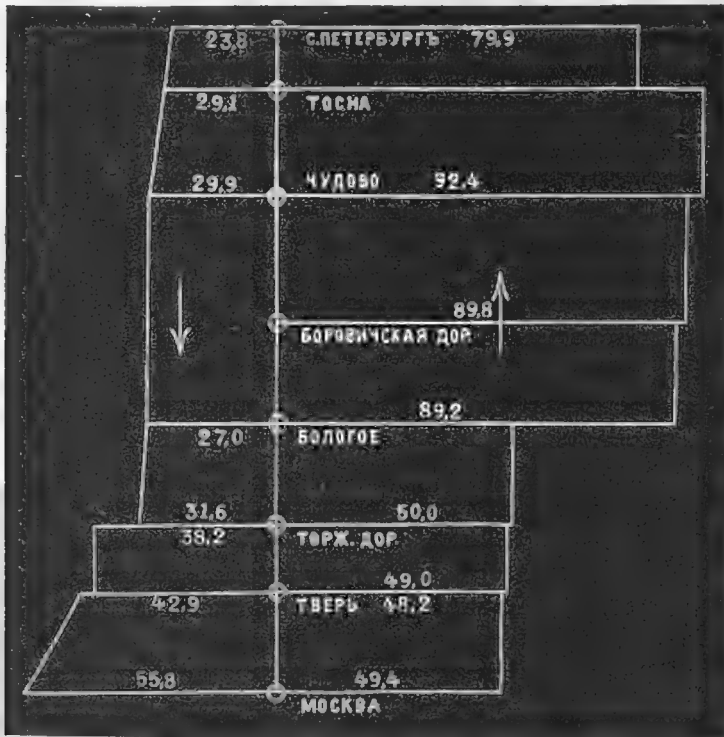 23,8 С.ПЕТЕРБУРГЪ 79,9
29,1 ТОСНА
29,9 ЧУДОВО 92,4
89,8
БОРОВИЧСКАЯ ДОР.
89,2
27,0 БОЛОГОЕ
31,6 50,0
38,2 ТОРЖ. ДОР.
49,0
42,9 ТВЕРЬ 48,2
55,8 49,4
МОСКВА